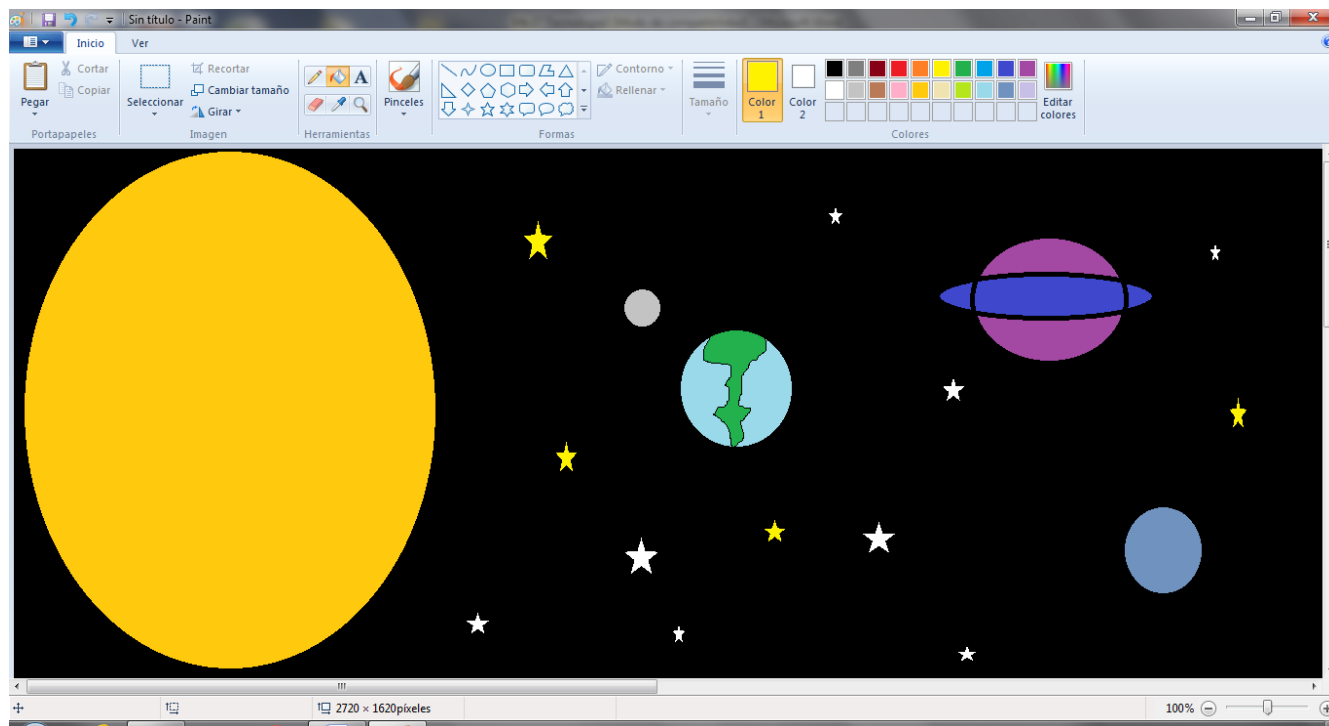 Sin título - Paint
Inicio Ver
Pegar
Cortar
Copiar
Portapapeles
Seleccionar
Recortar
Cambiar tamaño
Girar
Imagen
A
Herramientas
Pinceles
Contorno
Rellenar
Formas
Tamaño
Color 1
Color 2
Editar colores
Colores
2720 × 1620píxeles
100%